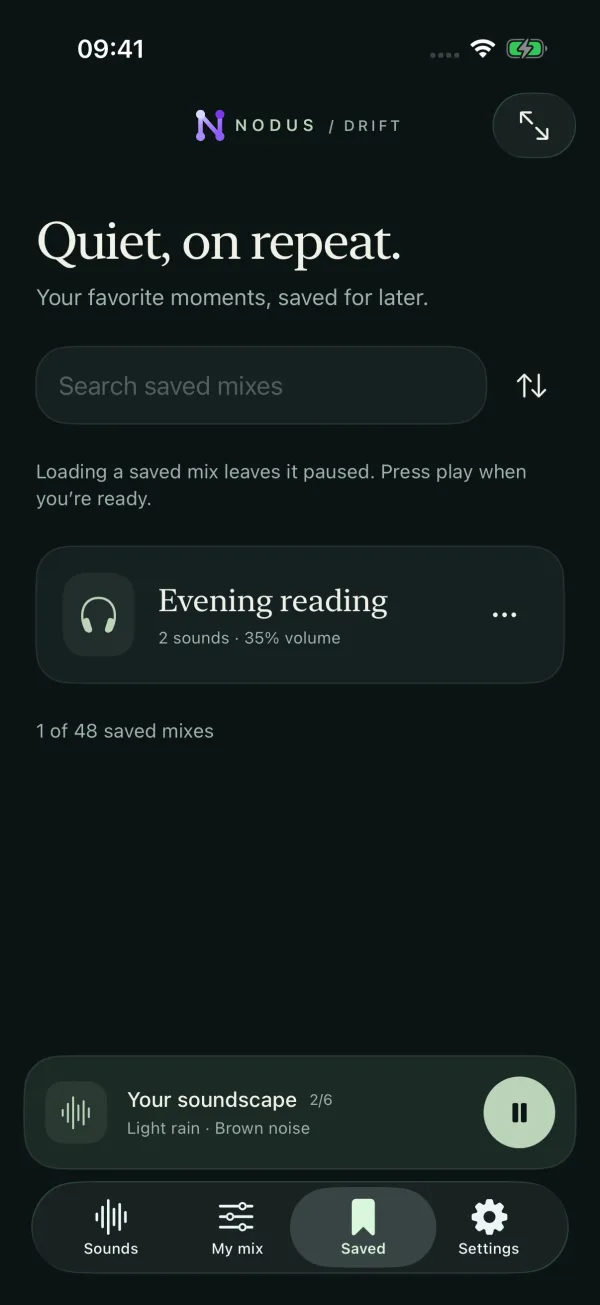 09:41
NODUS / DRIFT
Quiet, on repeat.
Your favorite moments, saved for later.
Search saved mixes
Loading a saved mix leaves it paused. Press play when
you’re ready.
Evening reading
2 sounds · 35% volume
1 of 48 saved mixes
Your soundscape 2/6
Light rain · Brown noise
Sounds
My mix
Saved
Settings